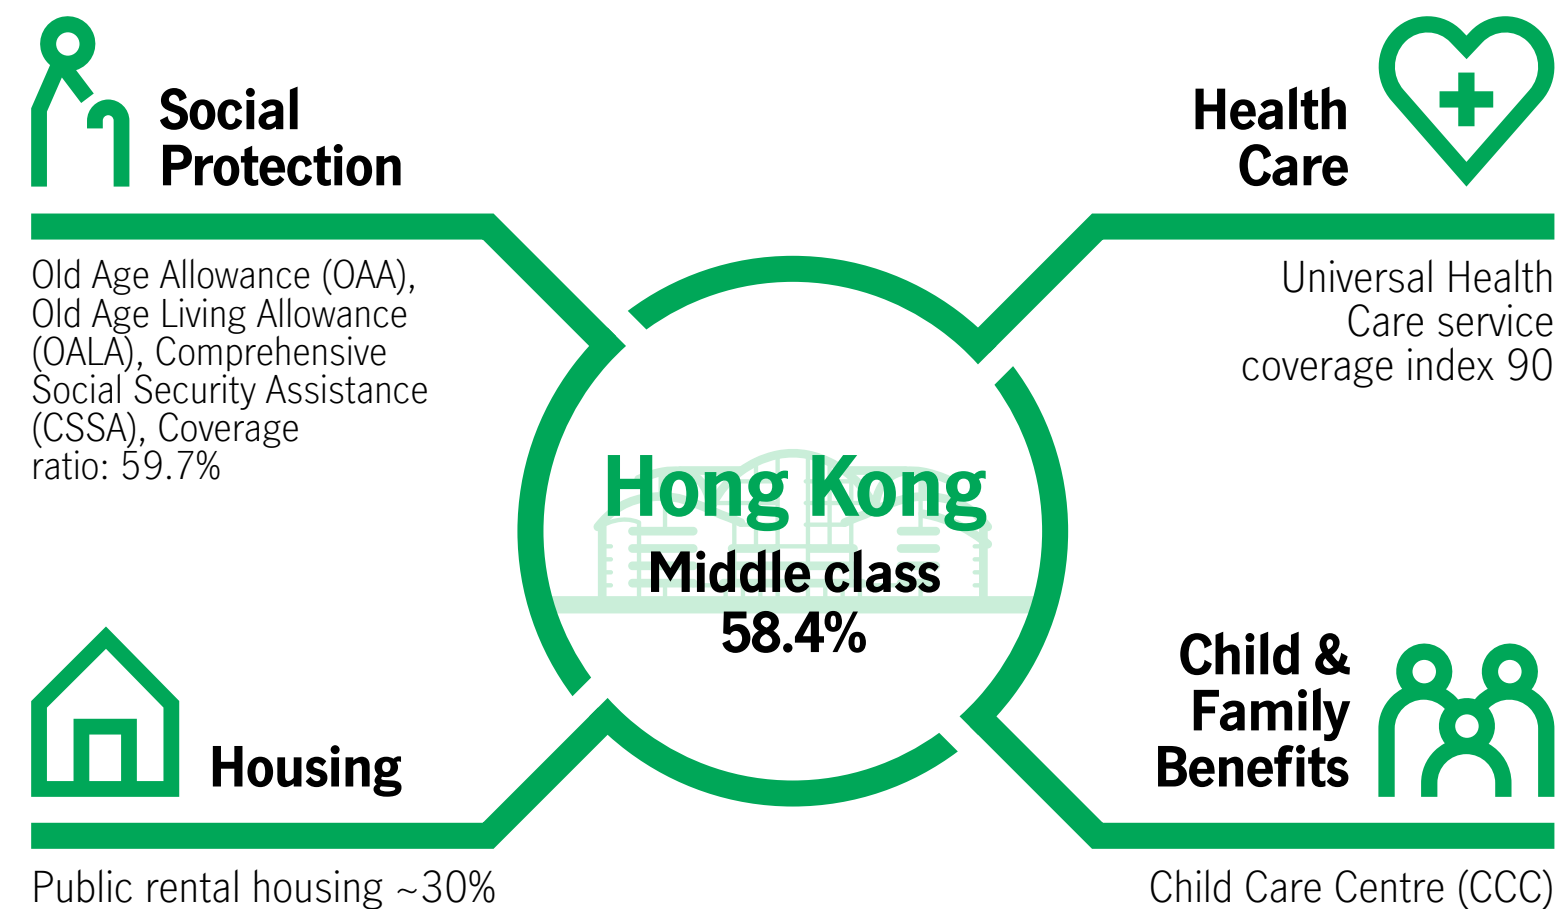 Social
Protection
Old Age Allowance (OAA),
Old Age Living Allowance
(OALA), Comprehensive
Social Security Assistance
(CSSA), Coverage
ratio: 59.7%
Health
Care
Universal Health
Care service
coverage index 90
Hong Kong
Middle class
58.4%
Housing
Public rental housing ~30%
Child &
Family
Benefits
Child Care Centre (CCC)